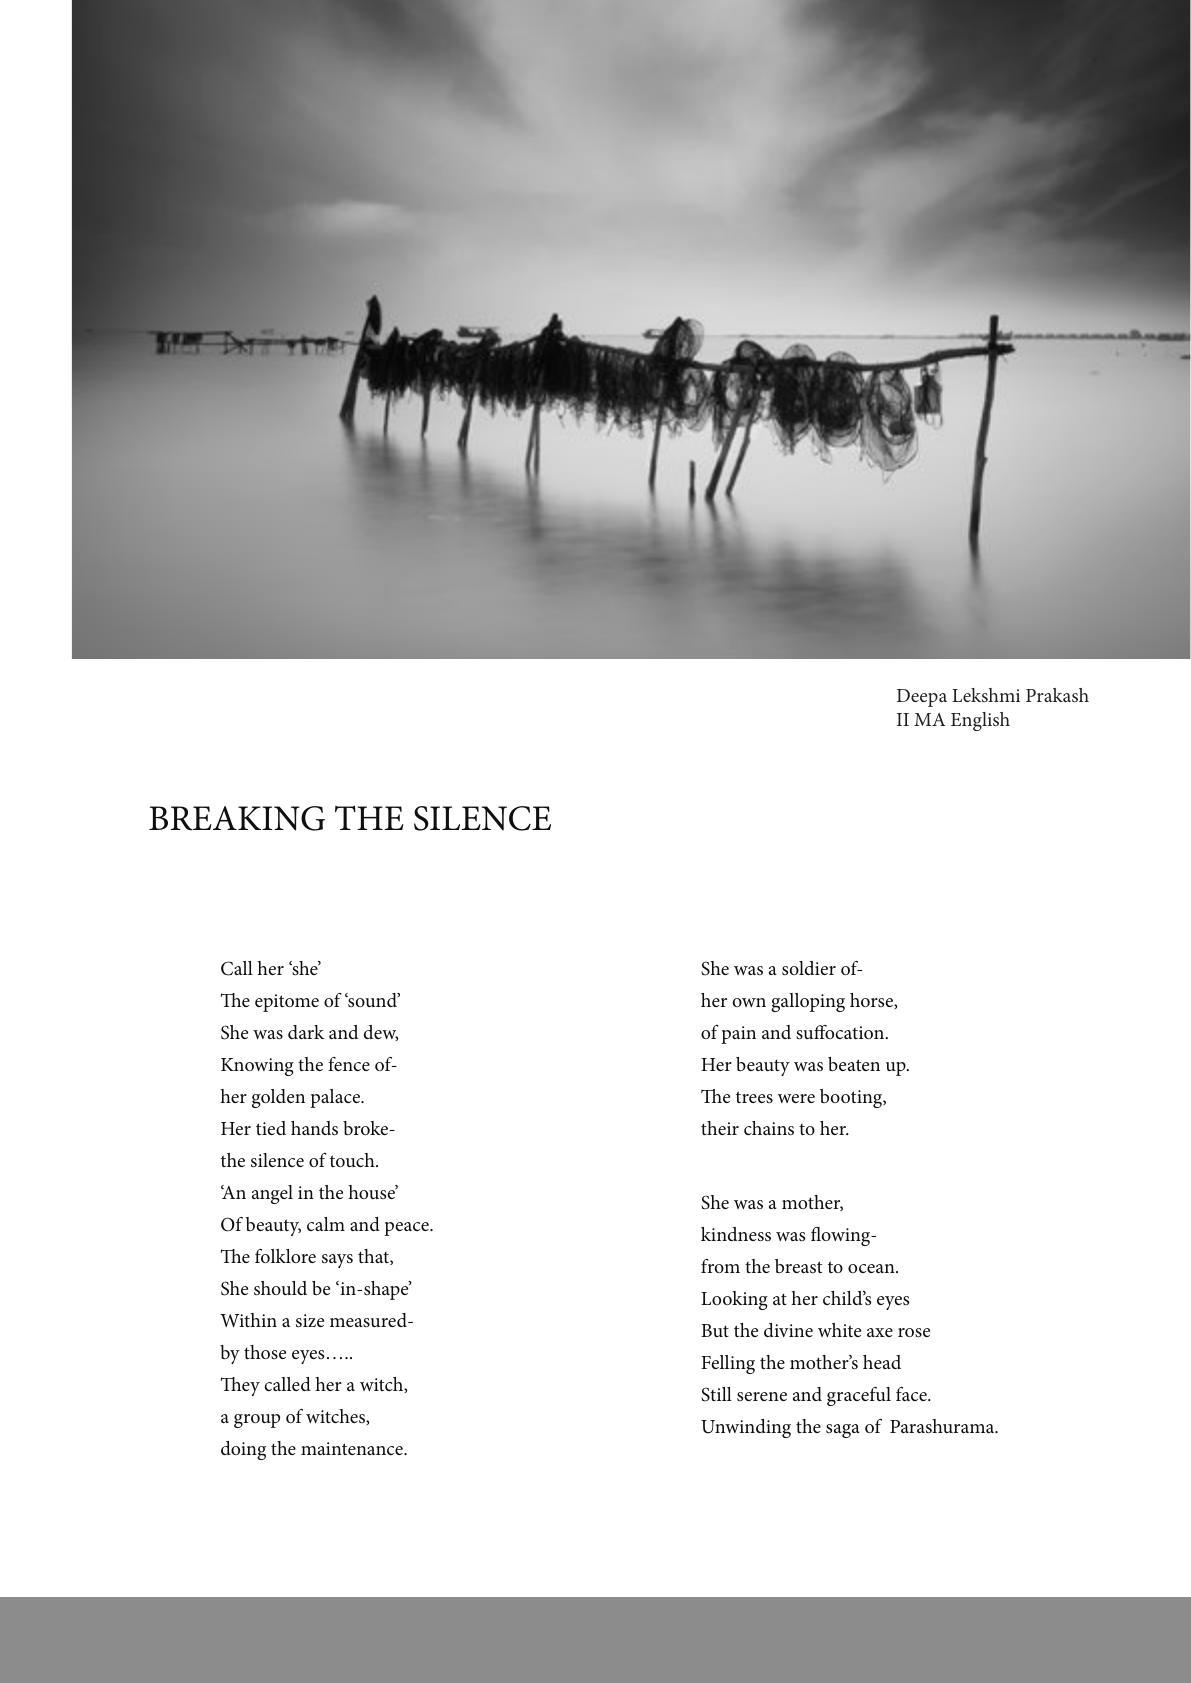 Deepa Lekshmi Prakash
II MA English
BREAKING THE SILENCE
Call her ‘she’
The epitome of ‘sound’
She was dark and dew,
Knowing the fence of-
her golden palace.
Her tied hands broke-
the silence of touch.
‘An angel in the house’
Of beauty, calm and peace.
The folklore says that,
She should be ‘in-shape’
Within a size measured-
by those eyes…..
They called her a witch,
a group of witches,
doing the maintenance.
She was a soldier of-
her own galloping horse,
of pain and suffocation.
Her beauty was beaten up.
The trees were booting,
their chains to her.
She was a mother,
kindness was flowing-
from the breast to ocean.
Looking at her child’s eyes
But the divine white axe rose
Felling the mother’s head
Still serene and graceful face.
Unwinding the saga of  Parashurama.